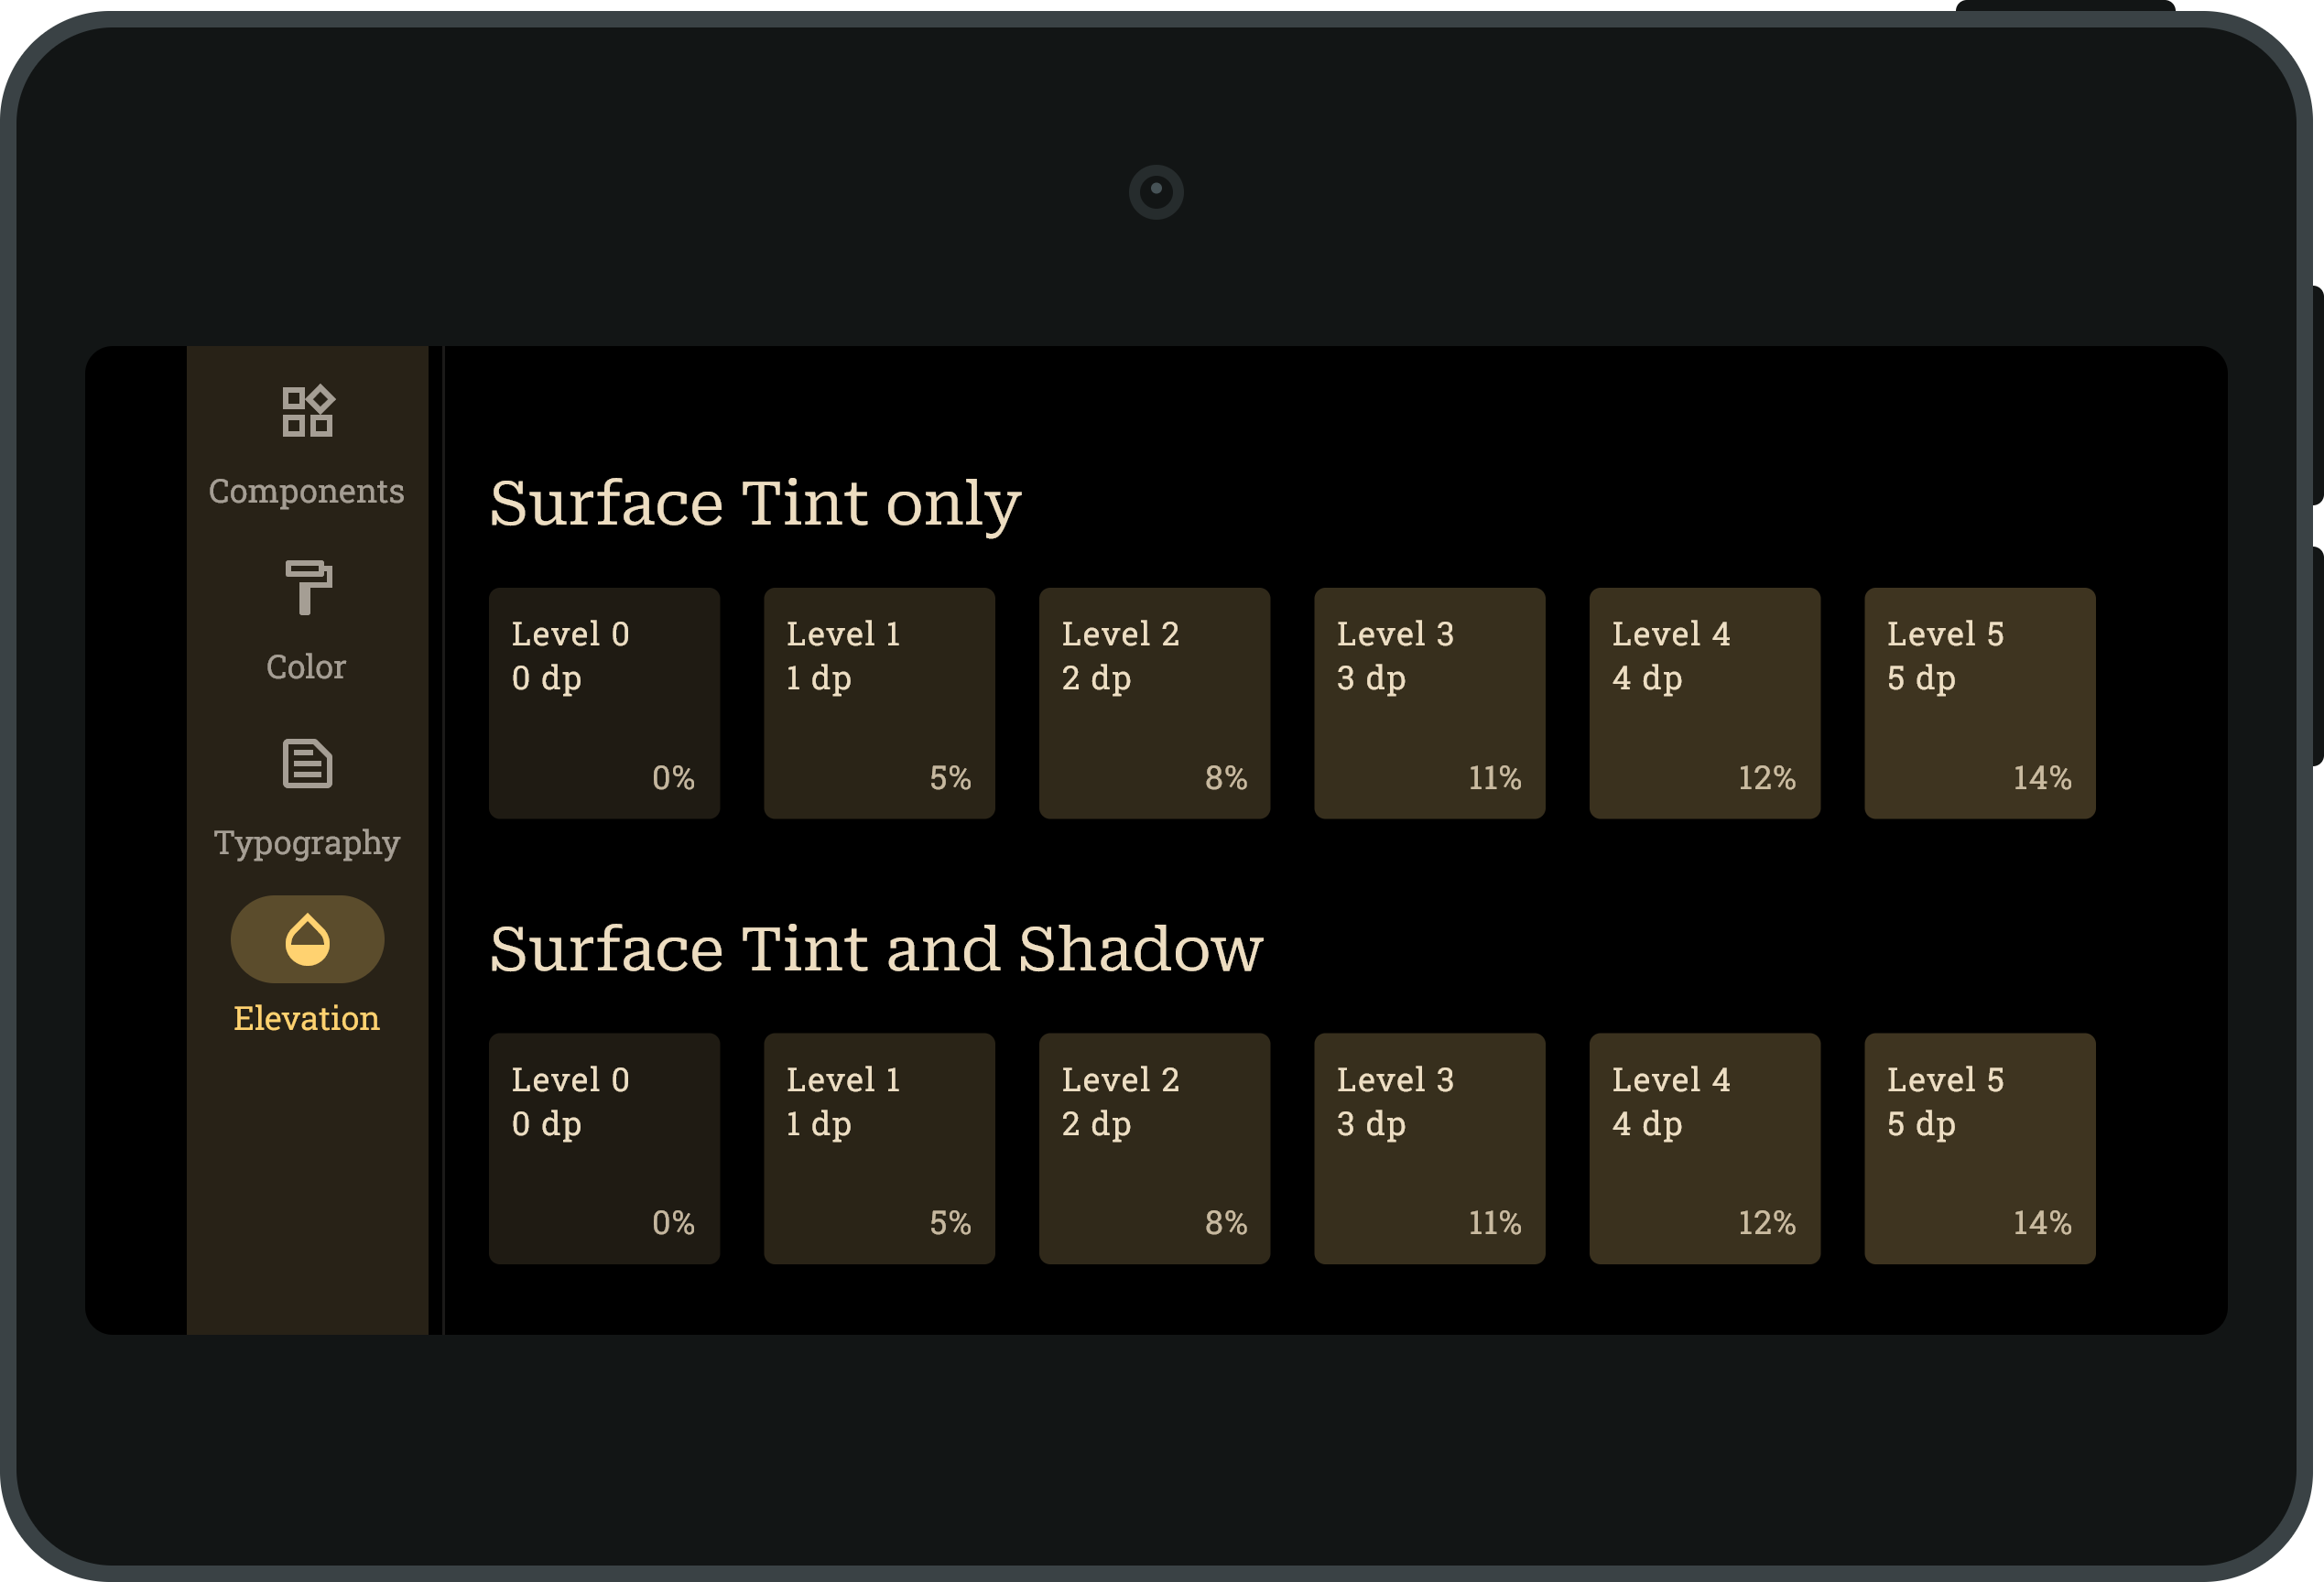 Components
Color
Typography
Elevation
Surface Tint only
Level 0
0 dp
0%
Level 1
1 dp
5%
Level 2
2 dp
8%
Level 3
3 dp
11%
Level 4
4 dp
12%
Level 5
5 dp
14%
Surface Tint and Shadow
Level 0
0 dp
0%
Level 1
1 dp
5%
Level 2
2 dp
8%
Level 3
3 dp
11%
Level 4
4 dp
12%
Level 5
5 dp
14%